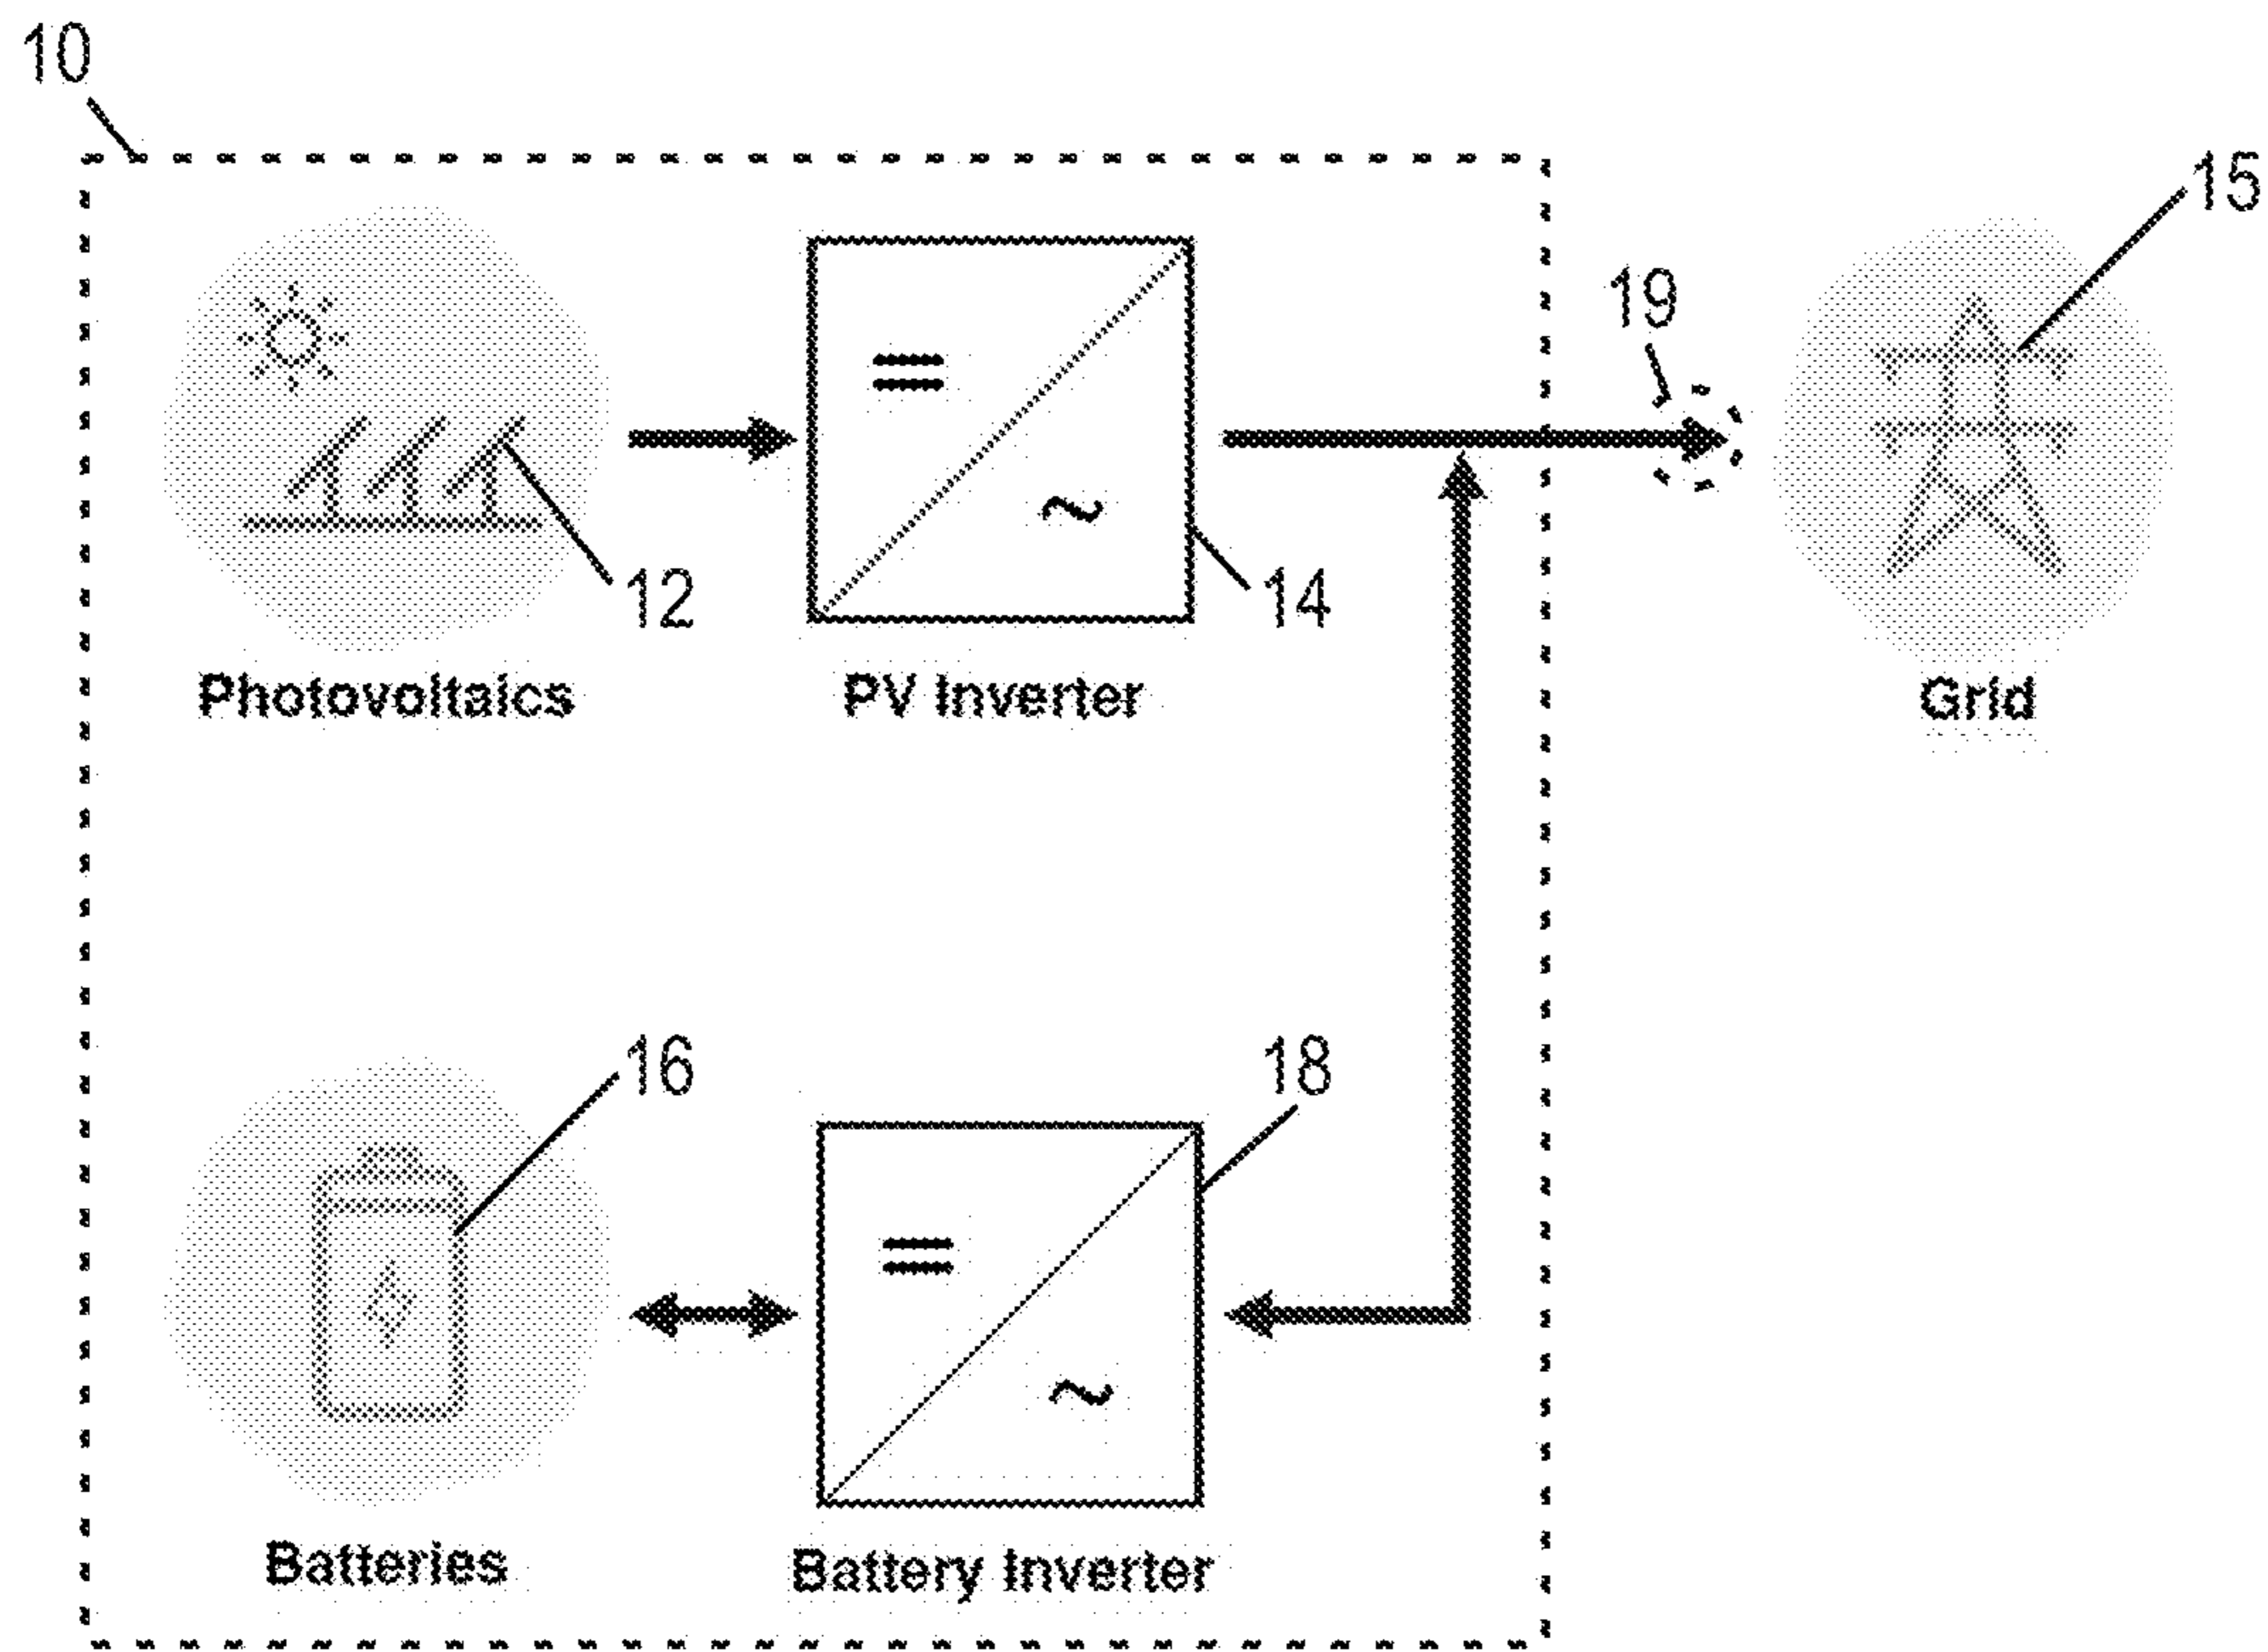 10
15
19
12
14
Photovoltaics
PV Inverter
Grid
16
18
=
~
=
~
Batteries
Battery Inverter